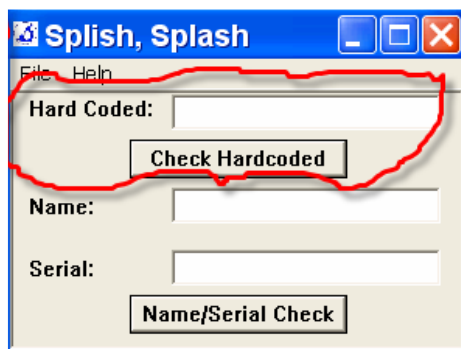 Splish, Splash
File Help
Hard Coded:
Check Hardcoded
Name:
Serial:
Name/Serial Check